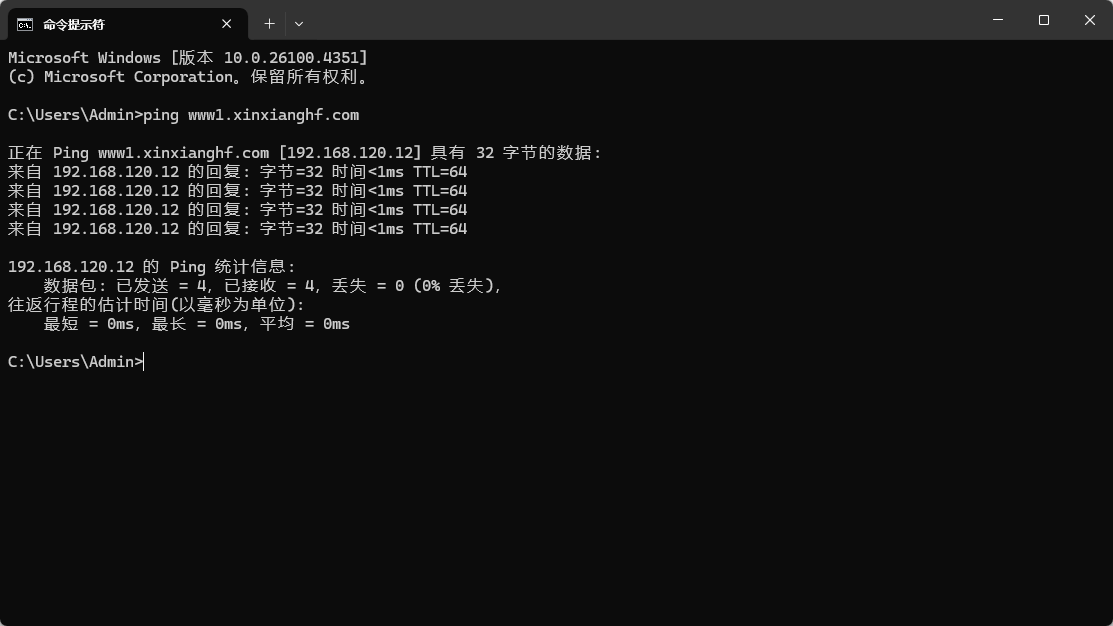 命令提示符
Microsoft Windows [版本 10.0.26100.4351]
(c) Microsoft Corporation。保留所有权利。
C:\Users\Admin>ping www1.xinxianghf.com
正在 Ping www1.xinxianghf.com [192.168.120.12] 具有 32 字节的数据:
来自 192.168.120.12 的回复: 字节=32 时间<1ms TTL=64
来自 192.168.120.12 的回复: 字节=32 时间<1ms TTL=64
来自 192.168.120.12 的回复: 字节=32 时间<1ms TTL=64
来自 192.168.120.12 的回复: 字节=32 时间<1ms TTL=64
192.168.120.12 的 Ping 统计信息:
    数据包: 已发送 = 4, 已接收 = 4, 丢失 = 0 (0% 丢失),
往返行程的估计时间(以毫秒为单位):
    最短 = 0ms, 最长 = 0ms, 平均 = 0ms
C:\Users\Admin>